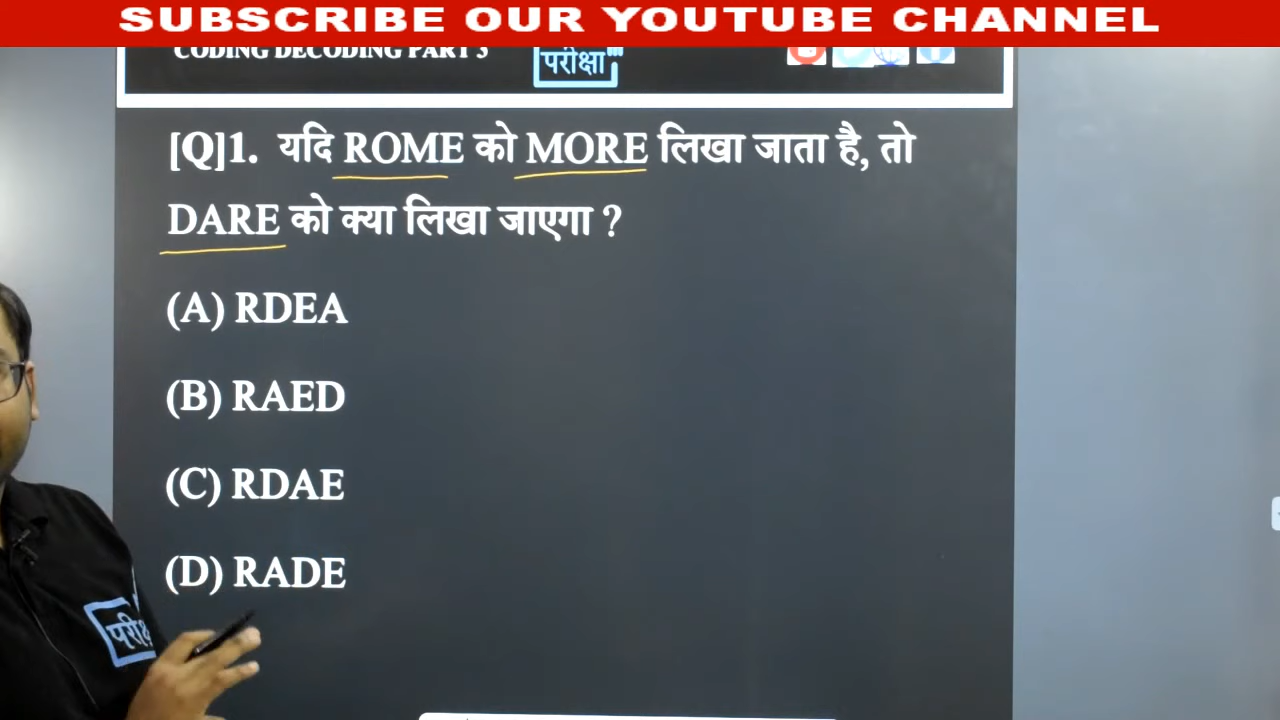 SUBSCRIBE OUR YOUTUBE CHANNEL
CODING DECODING PART 3
परीक्षा
[Q]1. यदि ROME को MORE लिखा जाता है, तो
DARE को क्या लिखा जाएगा ?
(A) RDEA
(B) RAED
(C) RDAE
(D) RADE